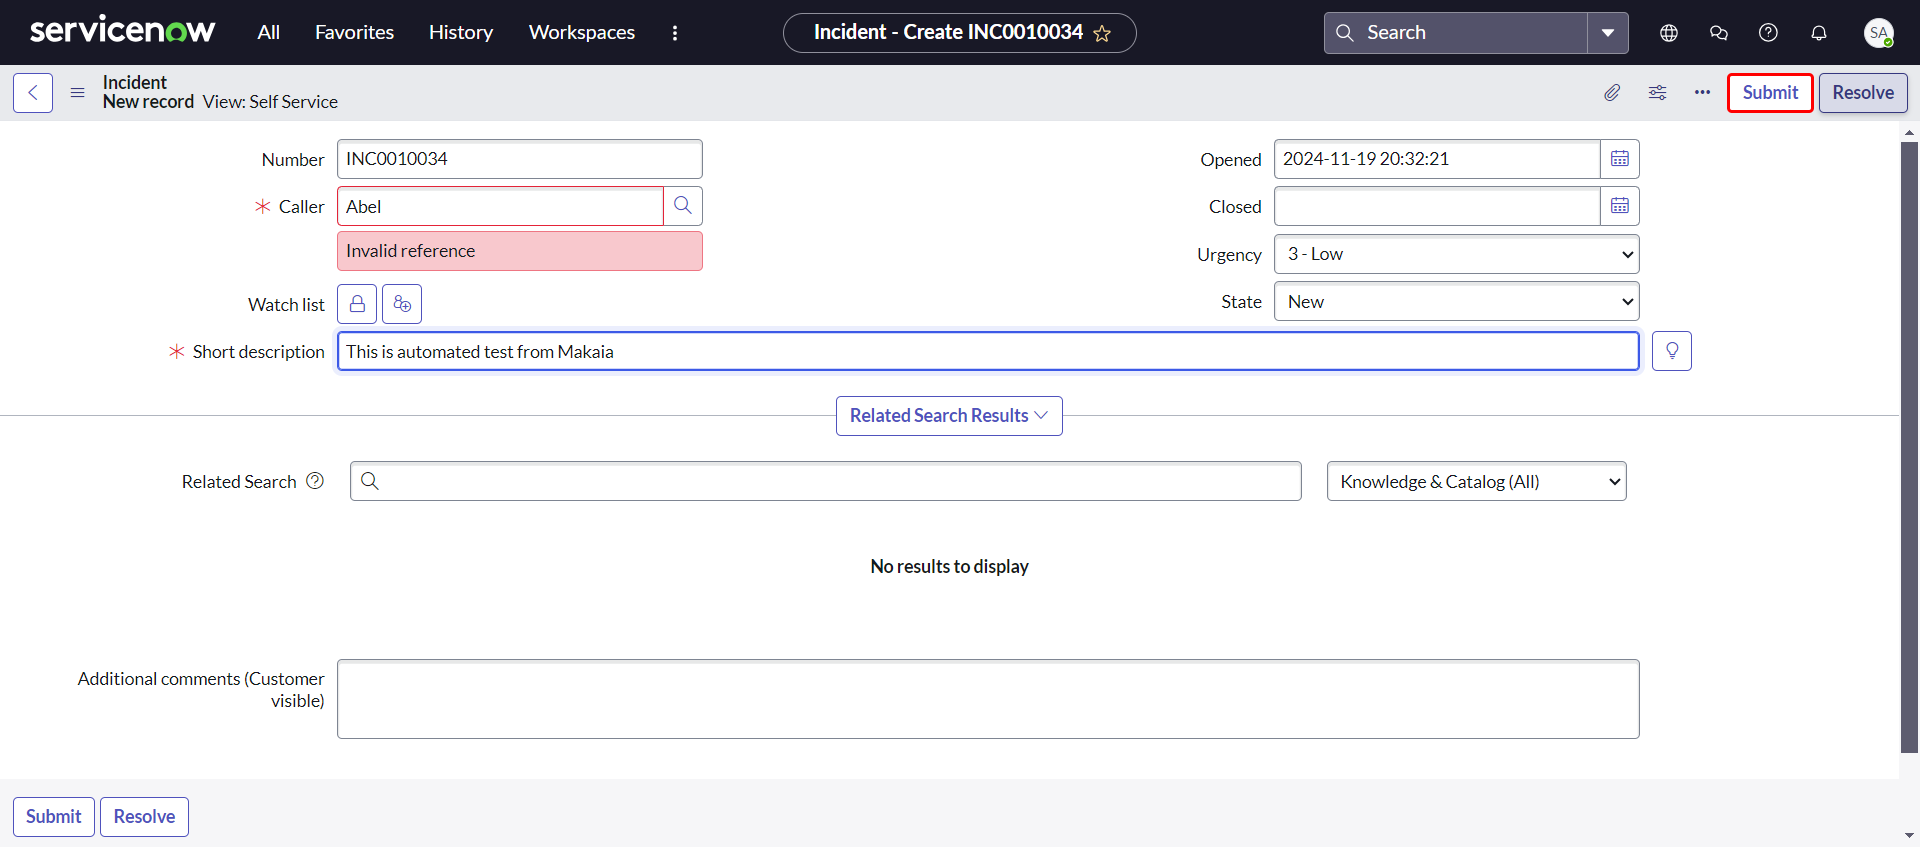 servicenow All Favorites History Workspaces Incident - Create INC0010034 Search SA
Incident
New record View: Self Service Submit Resolve
Number INC0010034 Opened 2024-11-19 20:32:21
* Caller Abel Closed
Invalid reference Urgency 3 - Low
Watch list State New
* Short description This is automated test from Makaia
Related Search Results
Related Search Knowledge & Catalog (All)
No results to display
Additional comments (Customer
visible)
Submit Resolve